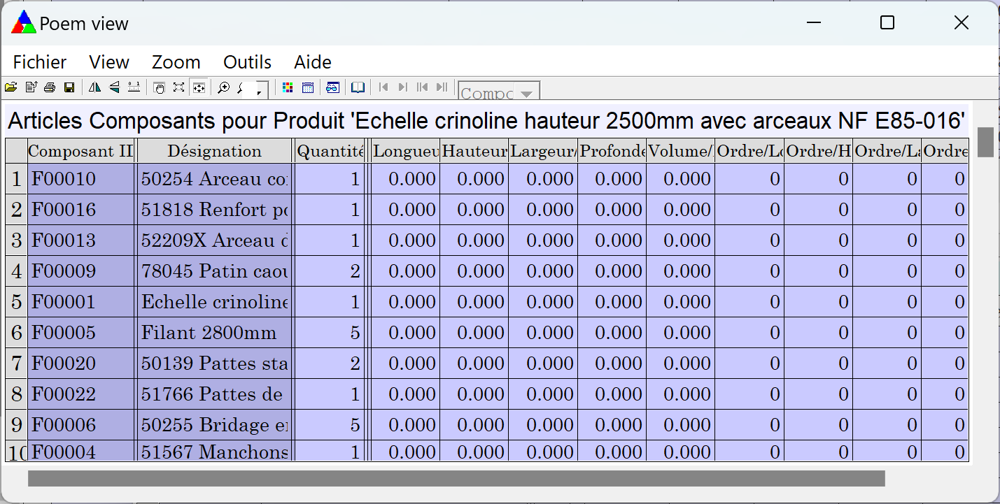 Poem view
Fichier View Zoom Outils Aide
Compo
Articles Composants pour Produit 'Echelle crinoline hauteur 2500mm avec arceaux NF E85-016'
Composant II Désignation Quantité Longueu Hauteur Largeur/ Profonde Volume/ Ordre/Lo Ordre/H Ordre/La Ordre
1 F00010 50254 Arceau co 1 0.000 0.000 0.000 0.000 0.000 0 0 0 0
2 F00016 51818 Renfort po 1 0.000 0.000 0.000 0.000 0.000 0 0 0 0
3 F00013 52209X Arceau d 1 0.000 0.000 0.000 0.000 0.000 0 0 0 0
4 F00009 78045 Patin caou 2 0.000 0.000 0.000 0.000 0.000 0 0 0 0
5 F00001 Echelle crinoline 1 0.000 0.000 0.000 0.000 0.000 0 0 0 0
6 F00005 Filant 2800mm 5 0.000 0.000 0.000 0.000 0.000 0 0 0 0
7 F00020 50139 Pattes sta 2 0.000 0.000 0.000 0.000 0.000 0 0 0 0
8 F00022 51766 Pattes de 1 0.000 0.000 0.000 0.000 0.000 0 0 0 0
9 F00006 50255 Bridage en 5 0.000 0.000 0.000 0.000 0.000 0 0 0 0
10 F00004 51567 Manchons 1 0.000 0.000 0.000 0.000 0.000 0 0 0 0